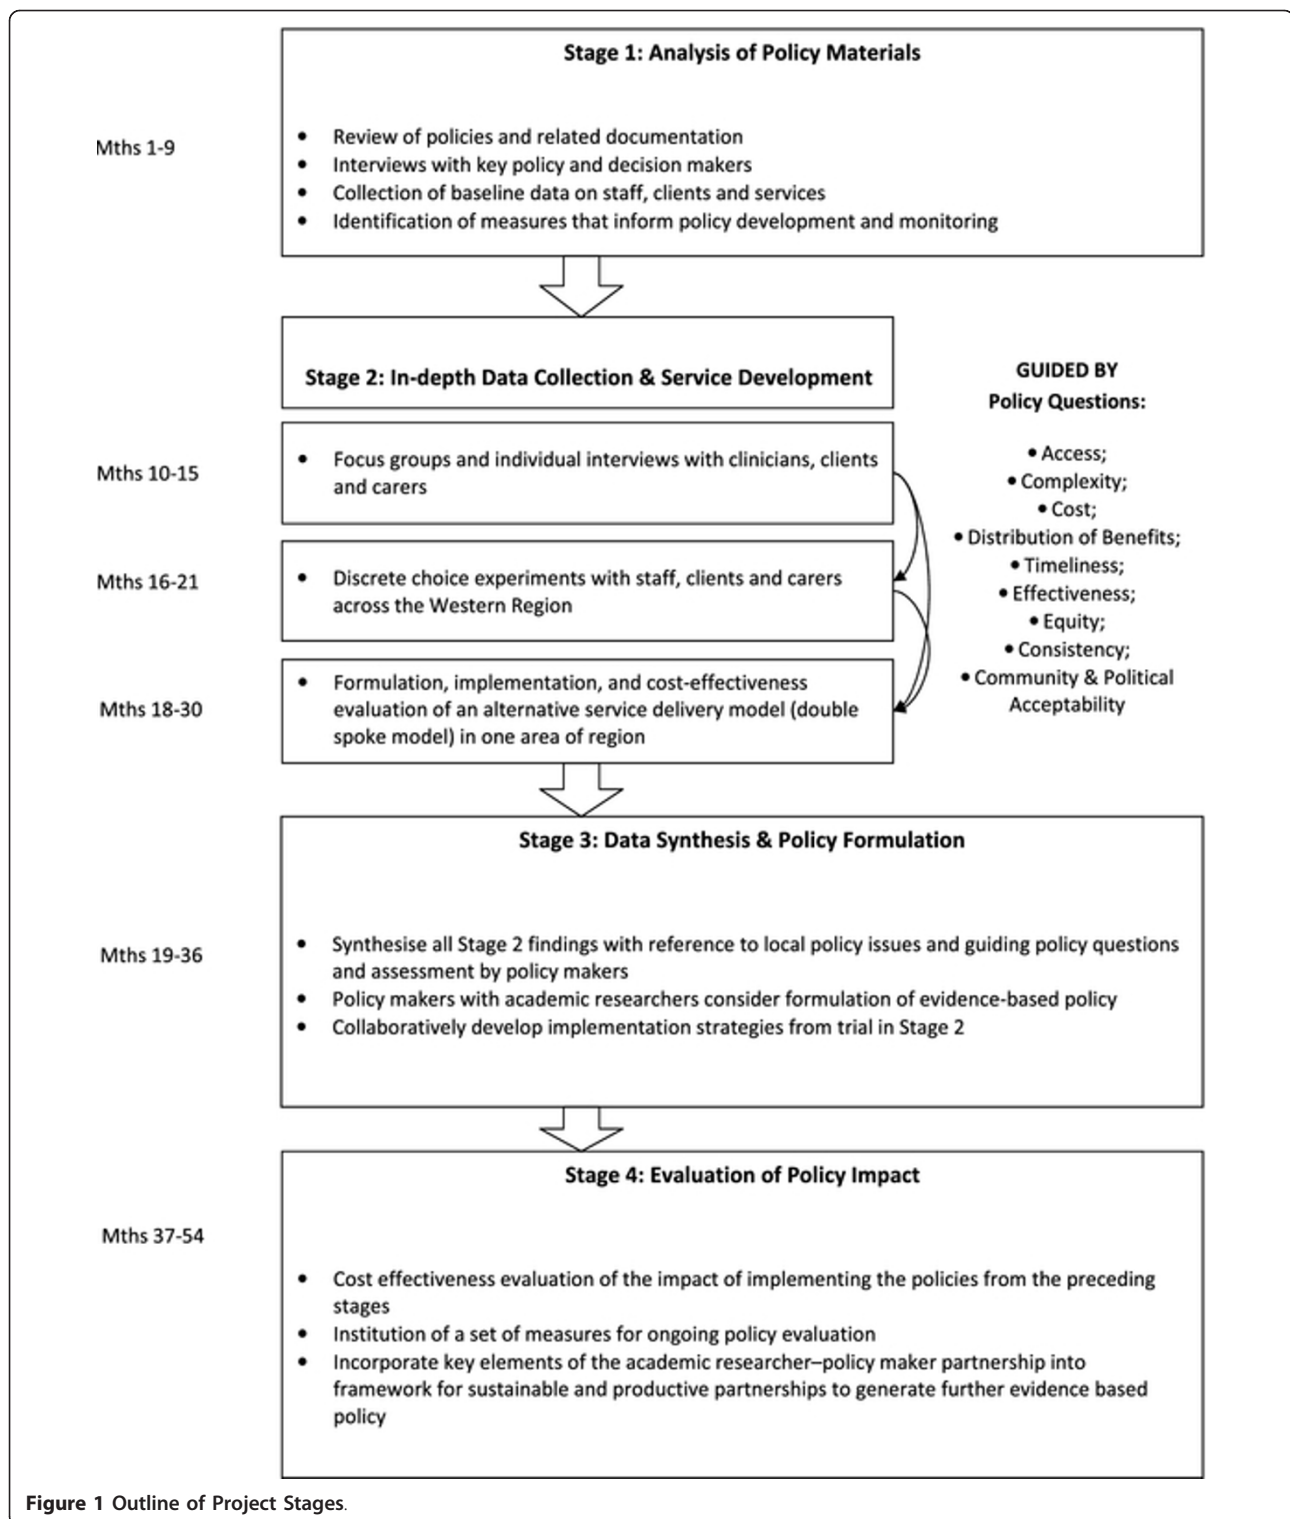 Stage 1: Analysis of Policy Materials
Mths 1-9
• Review of policies and related documentation
• Interviews with key policy and decision makers
• Collection of baseline data on staff, clients and services
• Identification of measures that inform policy development and monitoring
Stage 2: In-depth Data Collection & Service Development
Mths 10-15
• Focus groups and individual interviews with clinicians, clients
and carers
Mths 16-21
• Discrete choice experiments with staff, clients and carers
across the Western Region
Mths 18-30
• Formulation, implementation, and cost-effectiveness
evaluation of an alternative service delivery model (double
spoke model) in one area of region
GUIDED BY
Policy Questions:
• Access;
• Complexity;
• Cost;
• Distribution of Benefits;
• Timeliness;
• Effectiveness;
• Equity;
• Consistency;
• Community & Political
Acceptability
Stage 3: Data Synthesis & Policy Formulation
Mths 19-36
• Synthesise all Stage 2 findings with reference to local policy issues and guiding policy questions
and assessment by policy makers
• Policy makers with academic researchers consider formulation of evidence-based policy
• Collaboratively develop implementation strategies from trial in Stage 2
Stage 4: Evaluation of Policy Impact
Mths 37-54
• Cost effectiveness evaluation of the impact of implementing the policies from the preceding
stages
• Institution of a set of measures for ongoing policy evaluation
• Incorporate key elements of the academic researcher–policy maker partnership into
framework for sustainable and productive partnerships to generate further evidence based
policy
Figure 1 Outline of Project Stages.